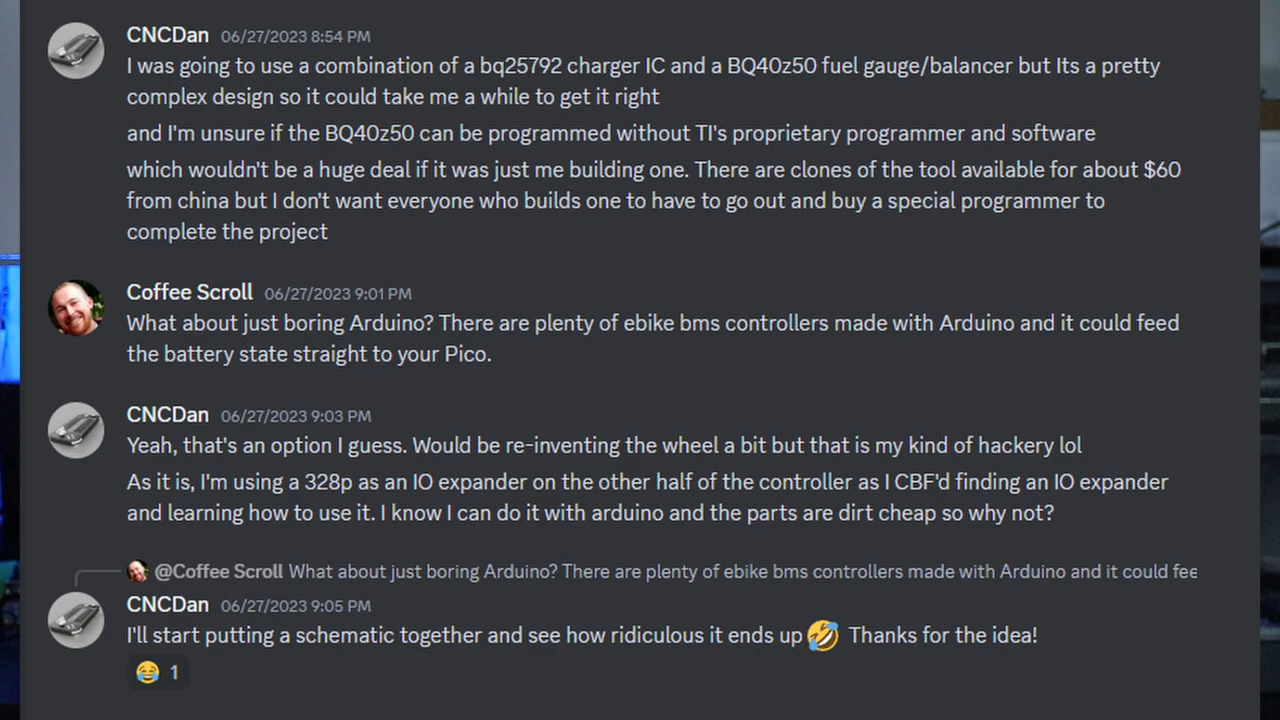 CNCDan 06/27/2023 8:54 PM
I was going to use a combination of a bq25792 charger IC and a BQ40z50 fuel gauge/balancer but Its a pretty
complex design so it could take me a while to get it right
and I'm unsure if the BQ40z50 can be programmed without TI's proprietary programmer and software
which wouldn't be a huge deal if it was just me building one. There are clones of the tool available for about $60
from china but I don't want everyone who builds one to have to go out and buy a special programmer to
complete the project
Coffee Scroll 06/27/2023 9:01 PM
What about just boring Arduino? There are plenty of ebike bms controllers made with Arduino and it could feed
the battery state straight to your Pico.
CNCDan 06/27/2023 9:03 PM
Yeah, that's an option I guess. Would be re-inventing the wheel a bit but that is my kind of hackery lol
As it is, I'm using a 328p as an IO expander on the other half of the controller as I CBF'd finding an IO expander
and learning how to use it. I know I can do it with arduino and the parts are dirt cheap so why not?
@Coffee Scroll What about just boring Arduino? There are plenty of ebike bms controllers made with Arduino and it could fee
CNCDan 06/27/2023 9:05 PM
I'll start putting a schematic together and see how ridiculous it ends up 🤣 Thanks for the idea!
😂 1